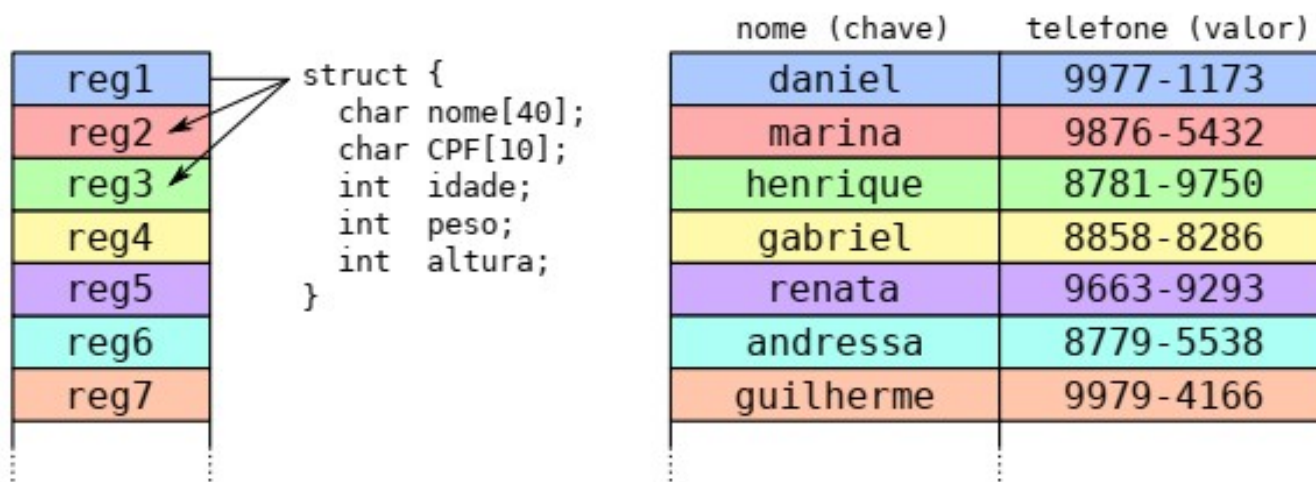 reg1
reg2
reg3
reg4
reg5
reg6
reg7
struct {
  char nome[40];
  char CPF[10];
  int  idade;
  int  peso;
  int  altura;
}
nome (chave) telefone (valor)
daniel 9977-1173
marina 9876-5432
henrique 8781-9750
gabriel 8858-8286
renata 9663-9293
andressa 8779-5538
guilherme 9979-4166